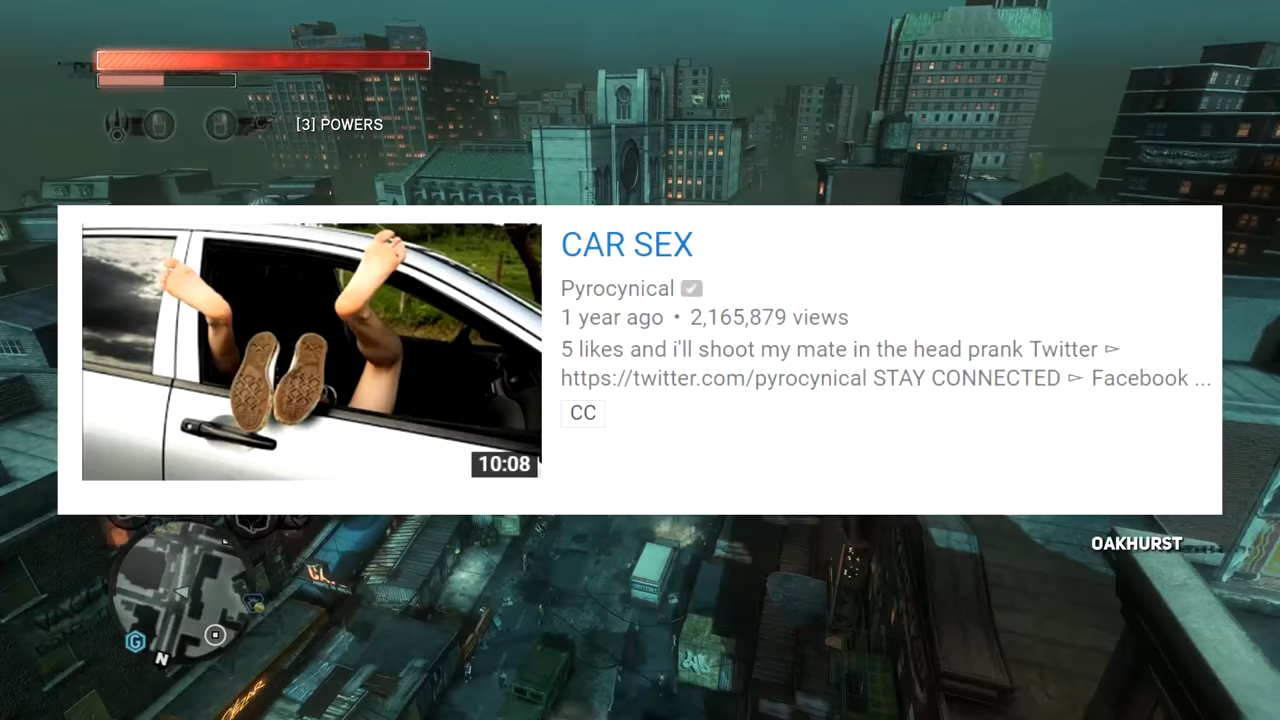 [3] POWERS
CAR SEX
Pyrocynical
1 year ago • 2,165,879 views
5 likes and i'll shoot my mate in the head prank Twitter ▻
https://twitter.com/pyrocynical STAY CONNECTED ▻ Facebook ...
CC
10:08
OAKHURST
G
N